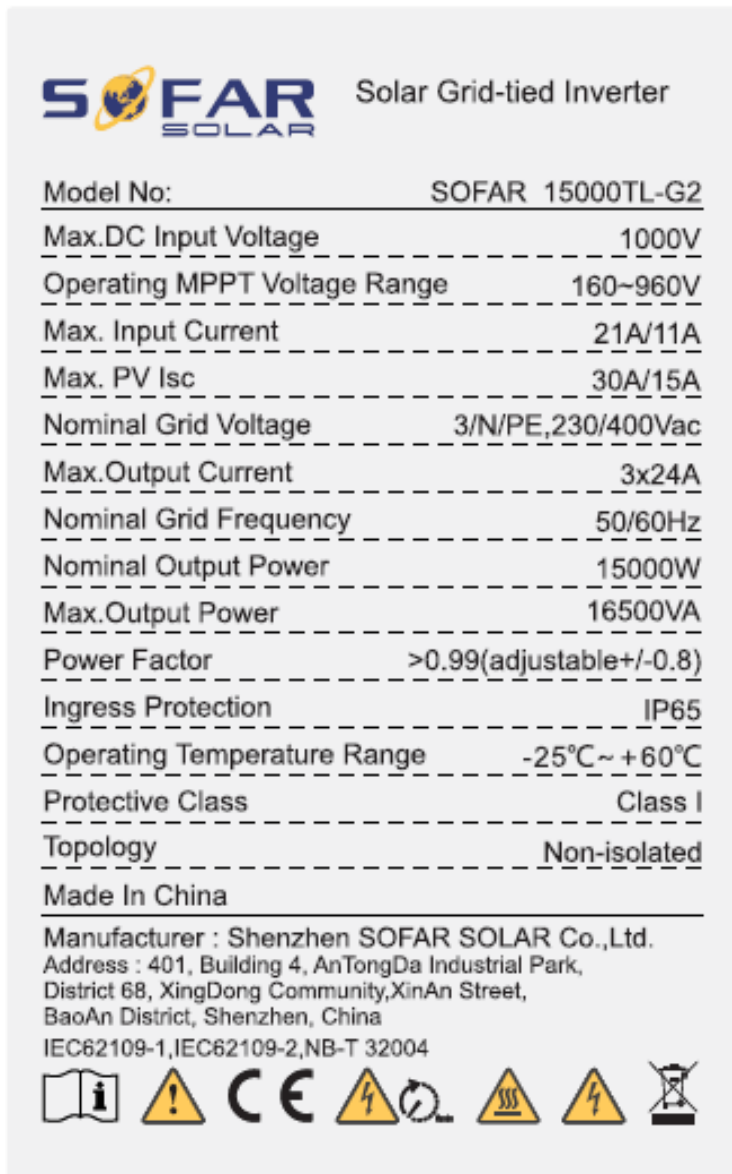 SOFAR
SOLAR
Solar Grid-tied Inverter
Model No: SOFAR 15000TL-G2
Max.DC Input Voltage 1000V
Operating MPPT Voltage Range 160~960V
Max. Input Current 21A/11A
Max. PV Isc 30A/15A
Nominal Grid Voltage 3/N/PE,230/400Vac
Max.Output Current 3x24A
Nominal Grid Frequency 50/60Hz
Nominal Output Power 15000W
Max.Output Power 16500VA
Power Factor >0.99(adjustable+/-0.8)
Ingress Protection IP65
Operating Temperature Range -25℃~+60℃
Protective Class Class I
Topology Non-isolated
Made In China
Manufacturer : Shenzhen SOFAR SOLAR Co.,Ltd.
Address : 401, Building 4, AnTongDa Industrial Park,
District 68, XingDong Community,XinAn Street,
BaoAn District, Shenzhen, China
IEC62109-1,IEC62109-2,NB-T 32004
i ! CE